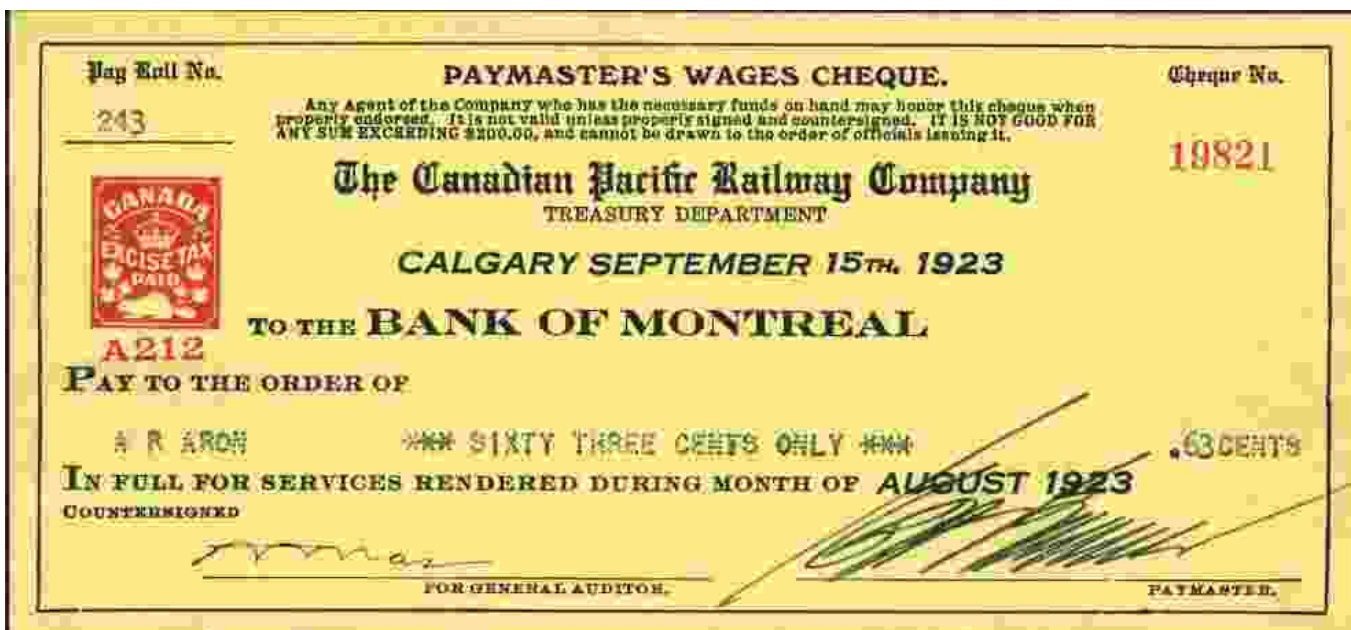 Pay Roll No.
PAYMASTER'S WAGES CHEQUE.
Cheque No.
243
Any Agent of the Company who has the necessary funds on hand may honor this cheque when
properly endorsed. It is not valid unless properly signed and countersigned. IT IS NOT GOOD FOR
ANY SUM EXCEEDING $200.00, and cannot be drawn to the order of officials issuing it.
19821
The Canadian Pacific Railway Company
TREASURY DEPARTMENT
CANADA
EXCISE TAX
PAID
CALGARY SEPTEMBER 15TH. 1923
TO THE BANK OF MONTREAL
A212
PAY TO THE ORDER OF
R ARON *** SIXTY THREE CENTS ONLY *** .63 CENTS
IN FULL FOR SERVICES RENDERED DURING MONTH OF AUGUST 1923
COUNTERSIGNED
FOR GENERAL AUDITOR.
PAYMASTER.